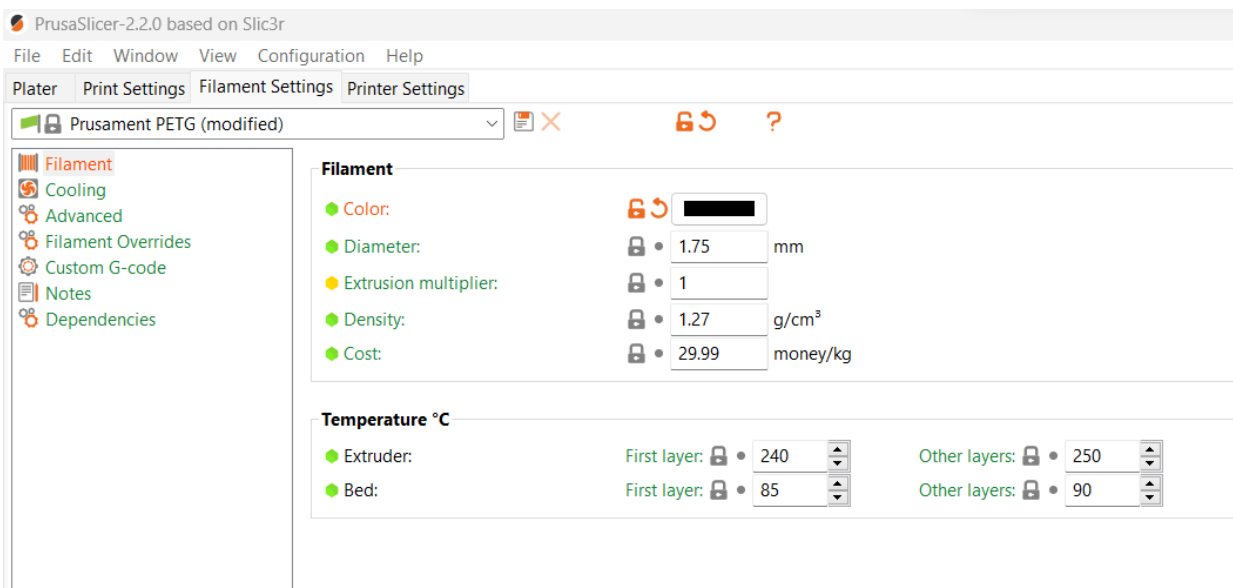 PrusaSlicer-2.2.0 based on Slic3r
File Edit Window View Configuration Help
Plater Print Settings Filament Settings Printer Settings
Prusament PETG (modified) ?
Filament
Cooling
Advanced
Filament Overrides
Custom G-code
Notes
Dependencies
Filament
Color:
Diameter: 1.75 mm
Extrusion multiplier: 1
Density: 1.27 g/cm³
Cost: 29.99 money/kg
Temperature °C
Extruder: First layer: 240 Other layers: 250
Bed: First layer: 85 Other layers: 90